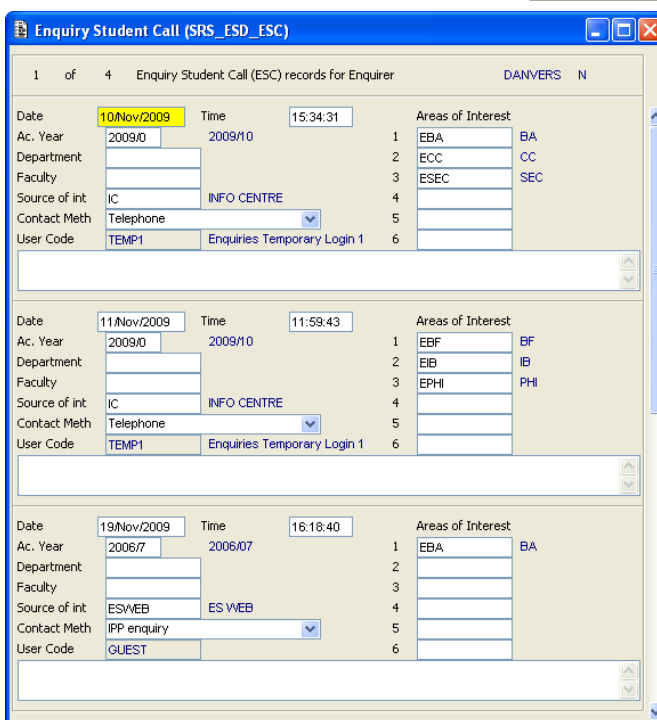 Enquiry Student Call (SRS_ESD_ESC)
1 of 4 Enquiry Student Call (ESC) records for Enquirer DANVERS N
Date 10/Nov/2009 Time 15:34:31 Areas of Interest
Ac. Year 2009/0 2009/10 1 EBA BA
Department 2 ECC CC
Faculty 3 ESEC SEC
Source of int IC INFO CENTRE 4
Contact Meth Telephone 5
User Code TEMP1 Enquiries Temporary Login 1 6
Date 11/Nov/2009 Time 11:59:43 Areas of Interest
Ac. Year 2009/0 2009/10 1 EBF BF
Department 2 EIB IB
Faculty 3 EPHI PHI
Source of int IC INFO CENTRE 4
Contact Meth Telephone 5
User Code TEMP1 Enquiries Temporary Login 1 6
Date 19/Nov/2009 Time 16:18:40 Areas of Interest
Ac. Year 2006/7 2006/07 1 EBA BA
Department 2
Faculty 3
Source of int ESWEB ES WEB 4
Contact Meth IPP enquiry 5
User Code GUEST 6